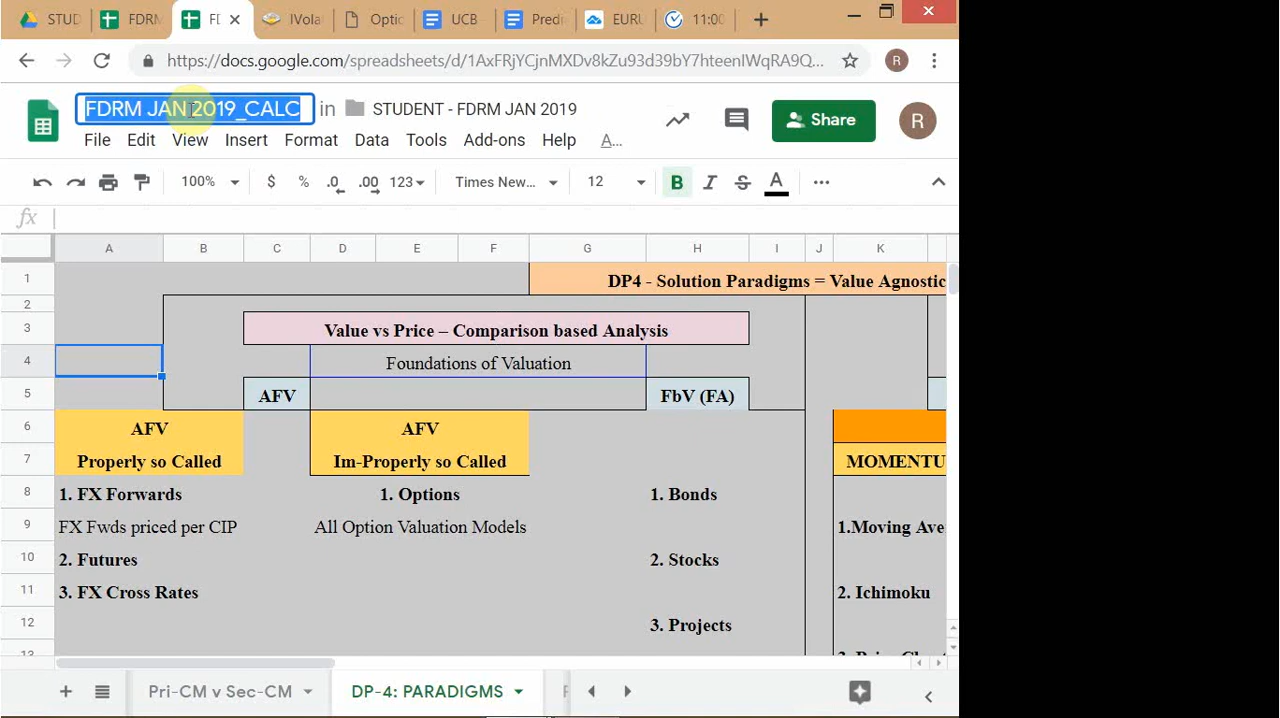 STUD
FDRM
FD
IVola
Optic
UCB
Predi
EURU
11:00
https://docs.google.com/spreadsheets/d/1AxFRjYCjnMXDv8kZu93d39bY7hteenIWqRA9Q...
R
FDRM JAN 2019_CALC in STUDENT - FDRM JAN 2019
Share
R
File Edit View Insert Format Data Tools Add-ons Help A...
100% $ % .0 .00 123 Times New... 12 B I S A ...
fx
A B C D E F G H I J K
1 DP4 - Solution Paradigms = Value Agnostic
2
3 Value vs Price – Comparison based Analysis
4 Foundations of Valuation
5 AFV FbV (FA)
6 AFV AFV
7 Properly so Called Im-Properly so Called MOMENTU
8 1. FX Forwards 1. Options 1. Bonds
9 FX Fwds priced per CIP All Option Valuation Models 1.Moving Ave
10 2. Futures 2. Stocks
11 3. FX Cross Rates 2. Ichimoku
12 3. Projects
13
Pri-CM v Sec-CM DP-4: PARADIGMS